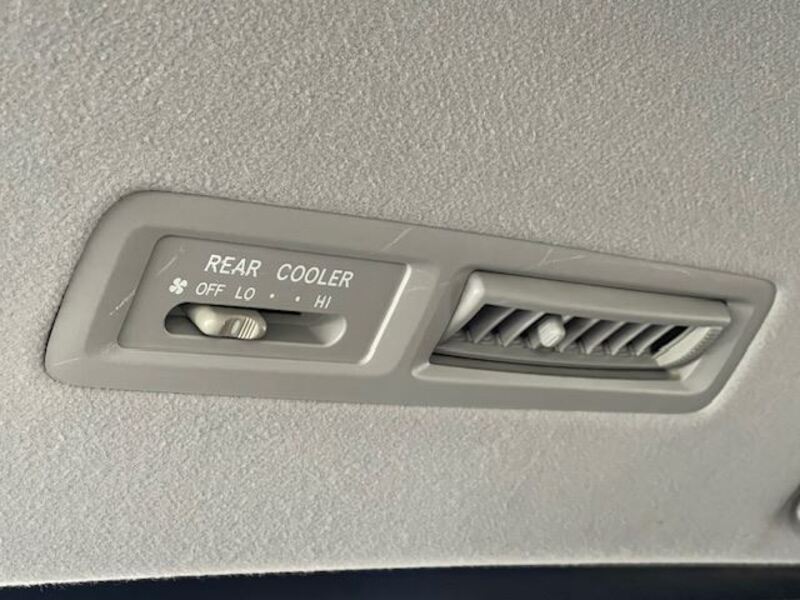 REAR COOLER
OFF LO • • HI